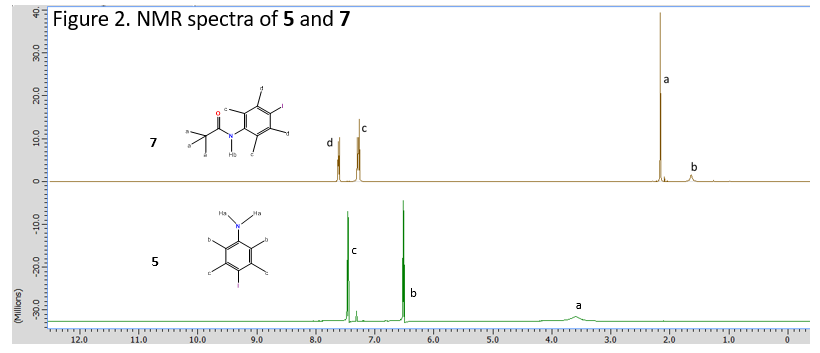 Figure 2. NMR spectra of 5 and 7
40.
30.0
20.0
10.0
0
-10.0
-20.0
-30.0
(Millions)
7
a
a
a
O
N
Hb
c
c
d
d
I
d
c
a
b
5
Ha
Ha
N
b
b
c
c
I
c
b
a
12.0 11.0 10.0 9.0 8.0 7.0 6.0 5.0 4.0 3.0 2.0 1.0 0